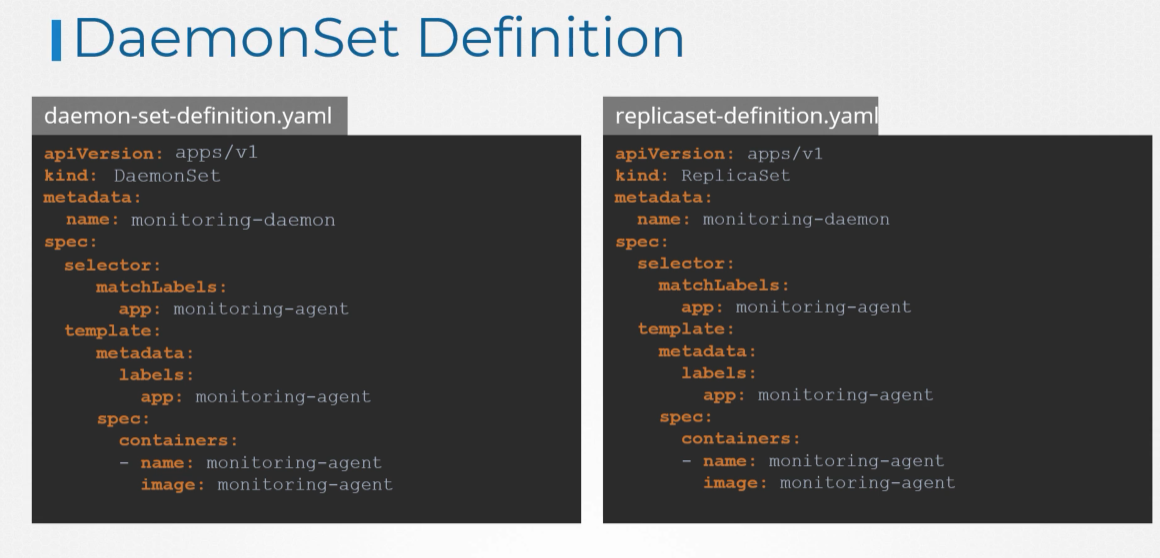 DaemonSet Definition
daemon-set-definition.yaml
apiVersion: apps/v1
kind: DaemonSet
metadata:
  name: monitoring-daemon
spec:
  selector:
    matchLabels:
      app: monitoring-agent
  template:
    metadata:
      labels:
        app: monitoring-agent
    spec:
      containers:
      - name: monitoring-agent
        image: monitoring-agent
replicaset-definition.yaml
apiVersion: apps/v1
kind: ReplicaSet
metadata:
  name: monitoring-daemon
spec:
  selector:
    matchLabels:
      app: monitoring-agent
  template:
    metadata:
      labels:
        app: monitoring-agent
    spec:
      containers:
      - name: monitoring-agent
        image: monitoring-agent